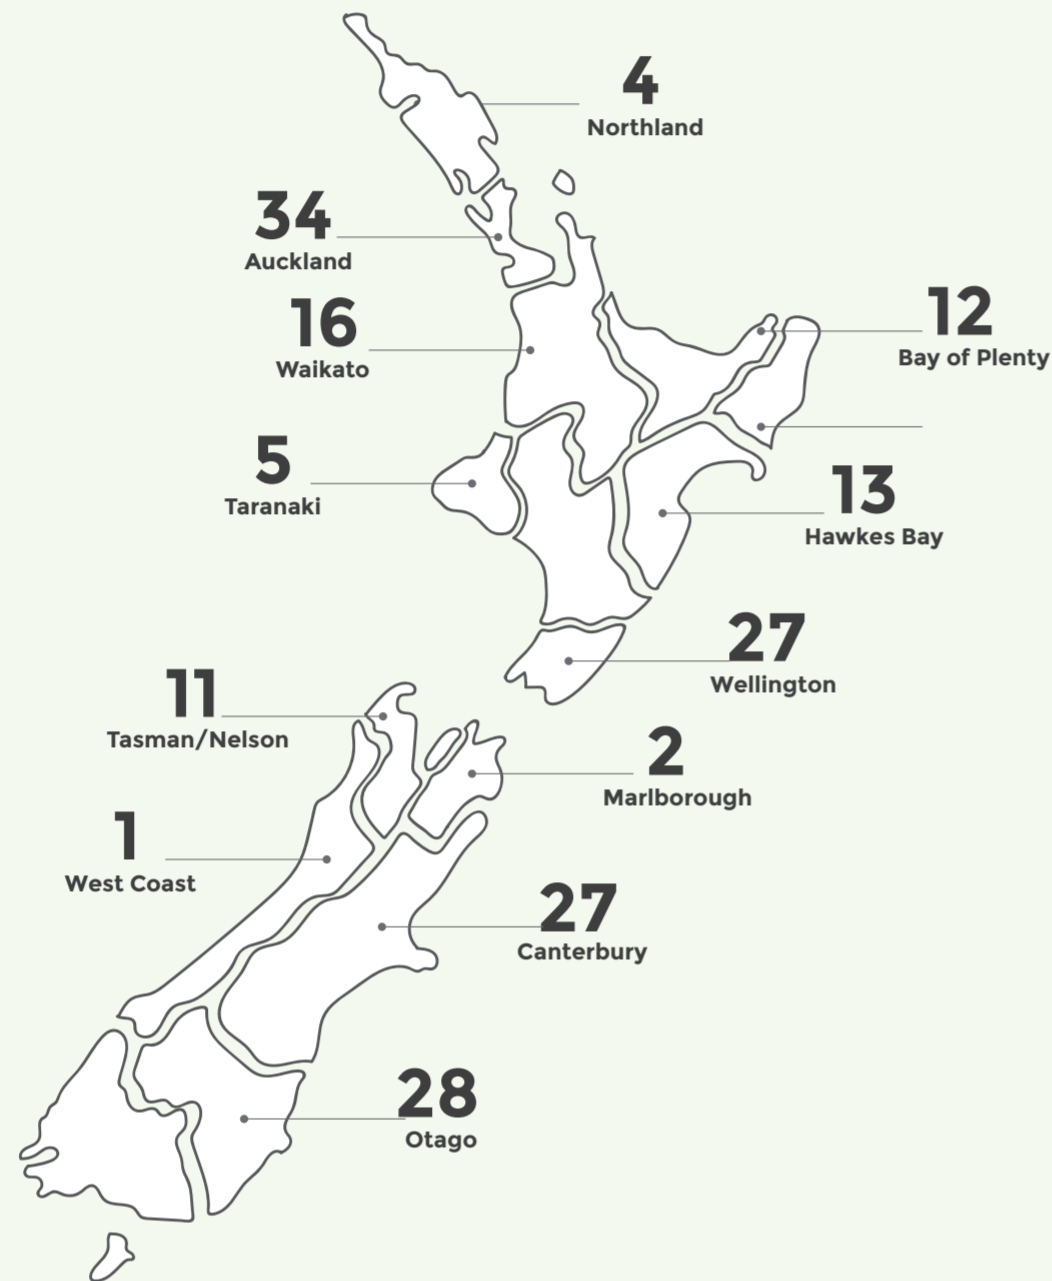 4
Northland
34
Auckland
16
Waikato
12
Bay of Plenty
5
Taranaki
13
Hawkes Bay
27
Wellington
11
Tasman/Nelson
2
Marlborough
1
West Coast
27
Canterbury
28
Otago